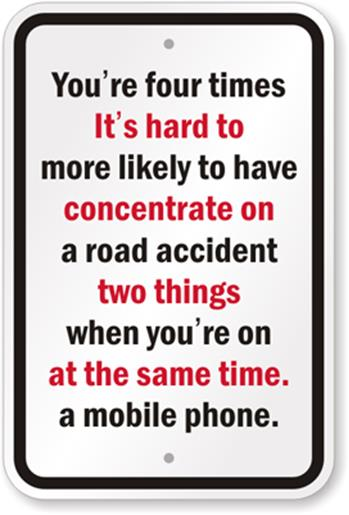 You're four times
It's hard to
more likely to have
concentrate on
a road accident
two things
when you're on
at the same time.
a mobile phone.